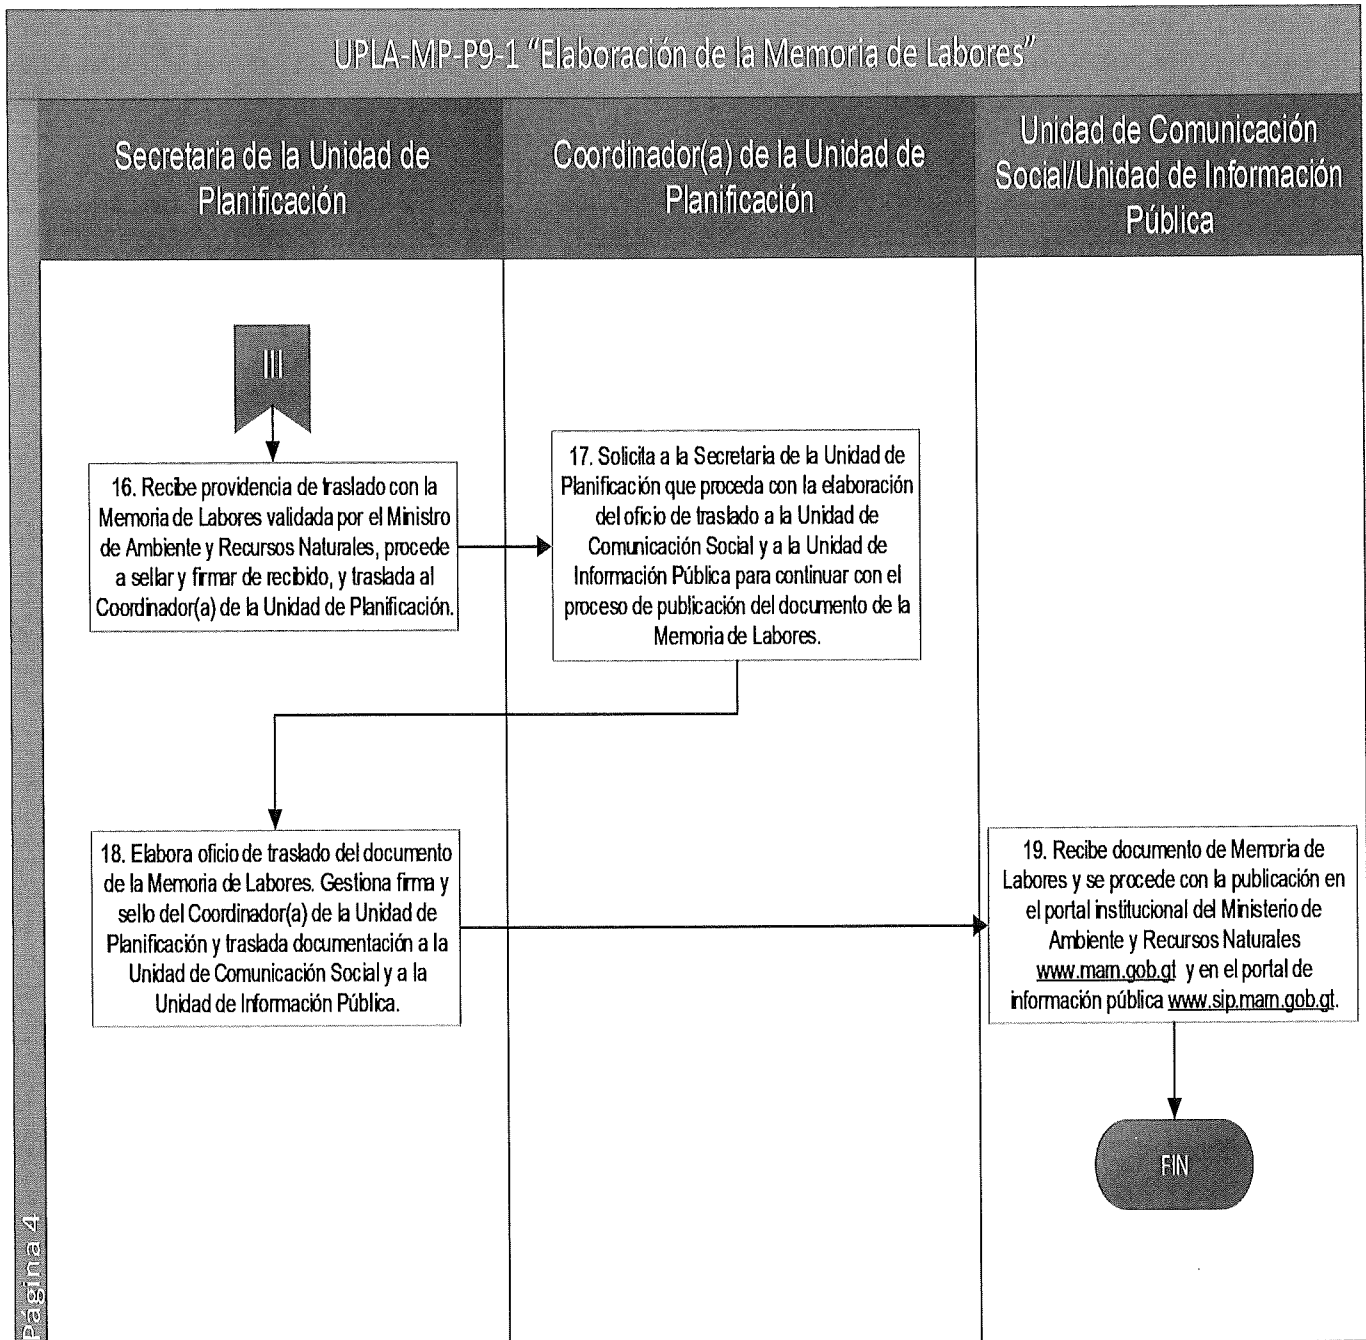 UPLA-MP-P9-1 “Elaboración de la Memoria de Labores”
Secretaria de la Unidad de
Planificación
Coordinador(a) de la Unidad de
Planificación
Unidad de Comunicación
Social/Unidad de Información
Pública
III
16. Recibe providencia de traslado con la
Memoria de Labores validada por el Ministro
de Ambiente y Recursos Naturales, procede
a sellar y firmar de recibido, y traslada al
Coordinador(a) de la Unidad de Planificación.
17. Solicita a la Secretaria de la Unidad de
Planificación que proceda con la elaboración
del oficio de traslado a la Unidad de
Comunicación Social y a la Unidad de
Información Pública para continuar con el
proceso de publicación del documento de la
Memoria de Labores.
18. Elabora oficio de traslado del documento
de la Memoria de Labores. Gestiona firma y
sello del Coordinador(a) de la Unidad de
Planificación y traslada documentación a la
Unidad de Comunicación Social y a la
Unidad de Información Pública.
19. Recibe documento de Memoria de
Labores y se procede con la publicación en
el portal institucional del Ministerio de
Ambiente y Recursos Naturales
www.marn.gob.gt y en el portal de
información pública www.sip.marn.gob.gt.
FIN
Página 4